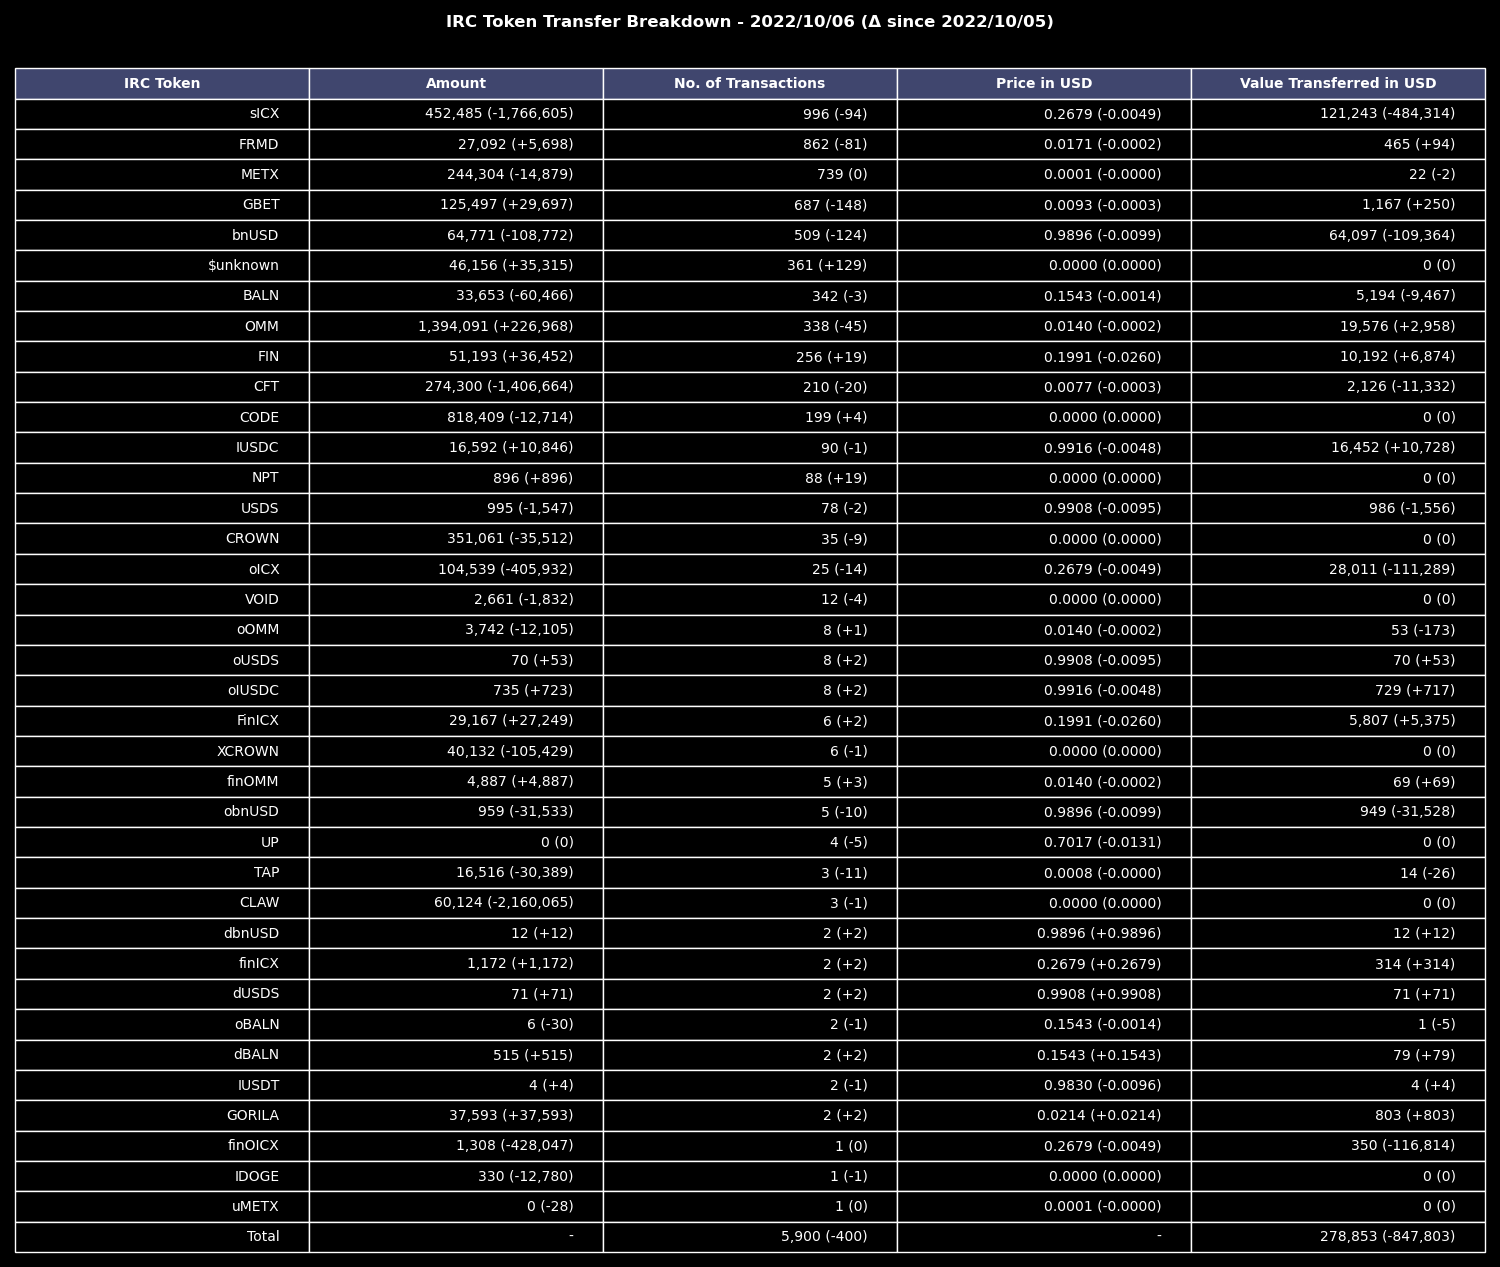 IRC Token Transfer Breakdown - 2022/10/06 (Δ since 2022/10/05)
IRC Token Amount No. of Transactions Price in USD Value Transferred in USD
sICX 452,485 (-1,766,605) 996 (-94) 0.2679 (-0.0049) 121,243 (-484,314)
FRMD 27,092 (+5,698) 862 (-81) 0.0171 (-0.0002) 465 (+94)
METX 244,304 (-14,879) 739 (0) 0.0001 (-0.0000) 22 (-2)
GBET 125,497 (+29,697) 687 (-148) 0.0093 (-0.0003) 1,167 (+250)
bnUSD 64,771 (-108,772) 509 (-124) 0.9896 (-0.0099) 64,097 (-109,364)
$unknown 46,156 (+35,315) 361 (+129) 0.0000 (0.0000) 0 (0)
BALN 33,653 (-60,466) 342 (-3) 0.1543 (-0.0014) 5,194 (-9,467)
OMM 1,394,091 (+226,968) 338 (-45) 0.0140 (-0.0002) 19,576 (+2,958)
FIN 51,193 (+36,452) 256 (+19) 0.1991 (-0.0260) 10,192 (+6,874)
CFT 274,300 (-1,406,664) 210 (-20) 0.0077 (-0.0003) 2,126 (-11,332)
CODE 818,409 (-12,714) 199 (+4) 0.0000 (0.0000) 0 (0)
IUSDC 16,592 (+10,846) 90 (-1) 0.9916 (-0.0048) 16,452 (+10,728)
NPT 896 (+896) 88 (+19) 0.0000 (0.0000) 0 (0)
USDS 995 (-1,547) 78 (-2) 0.9908 (-0.0095) 986 (-1,556)
CROWN 351,061 (-35,512) 35 (-9) 0.0000 (0.0000) 0 (0)
oICX 104,539 (-405,932) 25 (-14) 0.2679 (-0.0049) 28,011 (-111,289)
VOID 2,661 (-1,832) 12 (-4) 0.0000 (0.0000) 0 (0)
oOMM 3,742 (-12,105) 8 (+1) 0.0140 (-0.0002) 53 (-173)
oUSDS 70 (+53) 8 (+2) 0.9908 (-0.0095) 70 (+53)
oIUSDC 735 (+723) 8 (+2) 0.9916 (-0.0048) 729 (+717)
FinICX 29,167 (+27,249) 6 (+2) 0.1991 (-0.0260) 5,807 (+5,375)
XCROWN 40,132 (-105,429) 6 (-1) 0.0000 (0.0000) 0 (0)
finOMM 4,887 (+4,887) 5 (+3) 0.0140 (-0.0002) 69 (+69)
obnUSD 959 (-31,533) 5 (-10) 0.9896 (-0.0099) 949 (-31,528)
UP 0 (0) 4 (-5) 0.7017 (-0.0131) 0 (0)
TAP 16,516 (-30,389) 3 (-11) 0.0008 (-0.0000) 14 (-26)
CLAW 60,124 (-2,160,065) 3 (-1) 0.0000 (0.0000) 0 (0)
dbnUSD 12 (+12) 2 (+2) 0.9896 (+0.9896) 12 (+12)
finICX 1,172 (+1,172) 2 (+2) 0.2679 (+0.2679) 314 (+314)
dUSDS 71 (+71) 2 (+2) 0.9908 (+0.9908) 71 (+71)
oBALN 6 (-30) 2 (-1) 0.1543 (-0.0014) 1 (-5)
dBALN 515 (+515) 2 (+2) 0.1543 (+0.1543) 79 (+79)
IUSDT 4 (+4) 2 (-1) 0.9830 (-0.0096) 4 (+4)
GORILA 37,593 (+37,593) 2 (+2) 0.0214 (+0.0214) 803 (+803)
finOICX 1,308 (-428,047) 1 (0) 0.2679 (-0.0049) 350 (-116,814)
IDOGE 330 (-12,780) 1 (-1) 0.0000 (0.0000) 0 (0)
uMETX 0 (-28) 1 (0) 0.0001 (-0.0000) 0 (0)
Total - 5,900 (-400) - 278,853 (-847,803)